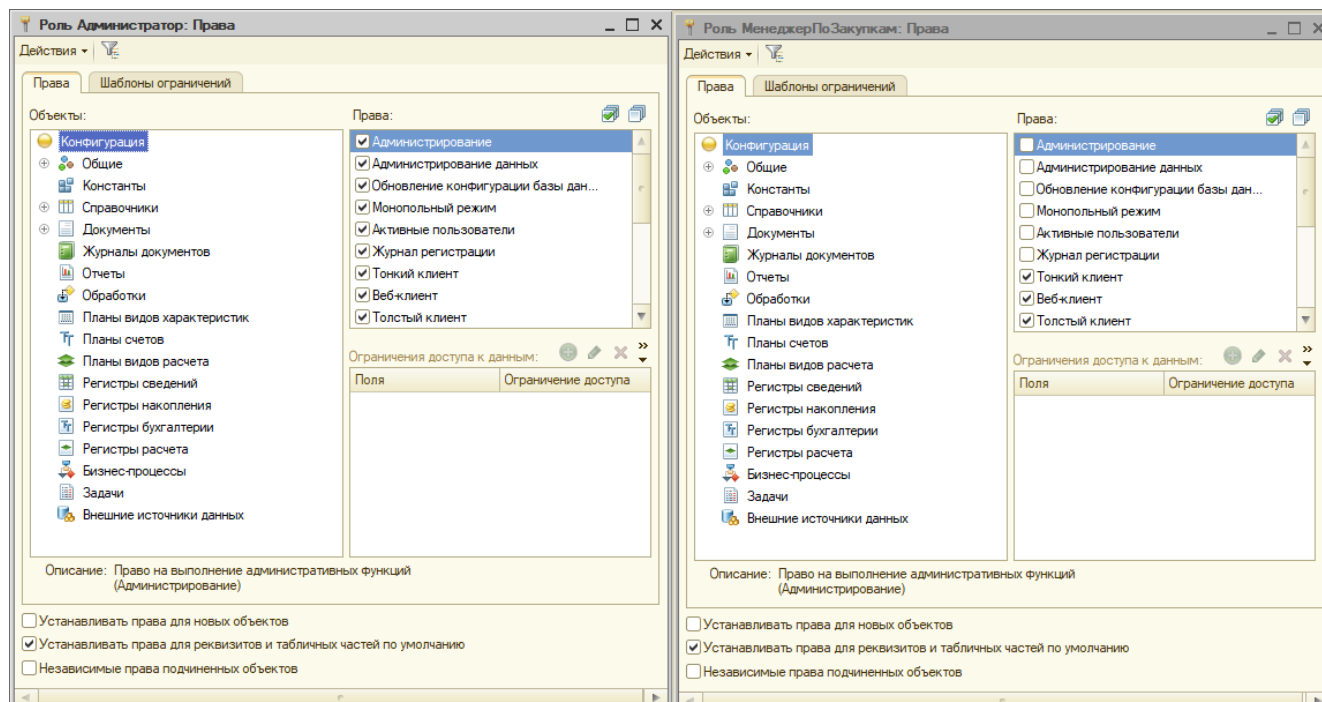 Роль Администратор: Права
Действия
Права
Шаблоны ограничений
Объекты:
Конфигурация
Общие
Константы
Справочники
Документы
Журналы документов
Отчеты
Обработки
Планы видов характеристик
Планы счетов
Планы видов расчета
Регистры сведений
Регистры накопления
Регистры бухгалтерии
Регистры расчета
Бизнес-процессы
Задачи
Внешние источники данных
Права:
Администрирование
Администрирование данных
Обновление конфигурации базы дан...
Монопольный режим
Активные пользователи
Журнал регистрации
Тонкий клиент
Веб-клиент
Толстый клиент
Ограничения доступа к данным:
Поля
Ограничение доступа
Описание: Право на выполнение административных функций
(Администрирование)
Устанавливать права для новых объектов
Устанавливать права для реквизитов и табличных частей по умолчанию
Независимые права подчиненных объектов
Роль МенеджерПоЗакупкам: Права
Действия
Права
Шаблоны ограничений
Объекты:
Конфигурация
Общие
Константы
Справочники
Документы
Журналы документов
Отчеты
Обработки
Планы видов характеристик
Планы счетов
Планы видов расчета
Регистры сведений
Регистры накопления
Регистры бухгалтерии
Регистры расчета
Бизнес-процессы
Задачи
Внешние источники данных
Права:
Администрирование
Администрирование данных
Обновление конфигурации базы дан...
Монопольный режим
Активные пользователи
Журнал регистрации
Тонкий клиент
Веб-клиент
Толстый клиент
Ограничения доступа к данным:
Поля
Ограничение доступа
Описание: Право на выполнение административных функций
(Администрирование)
Устанавливать права для новых объектов
Устанавливать права для реквизитов и табличных частей по умолчанию
Независимые права подчиненных объектов